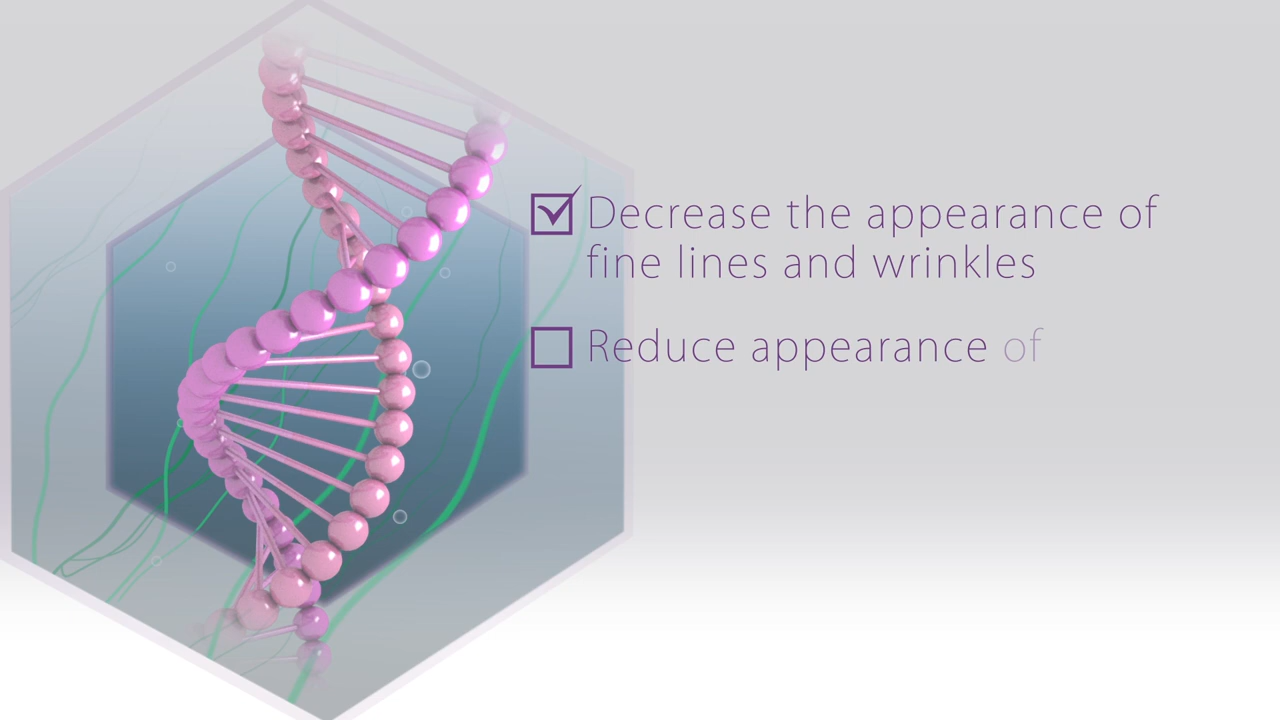 Decrease the appearance of
fine lines and wrinkles
Reduce appearance of